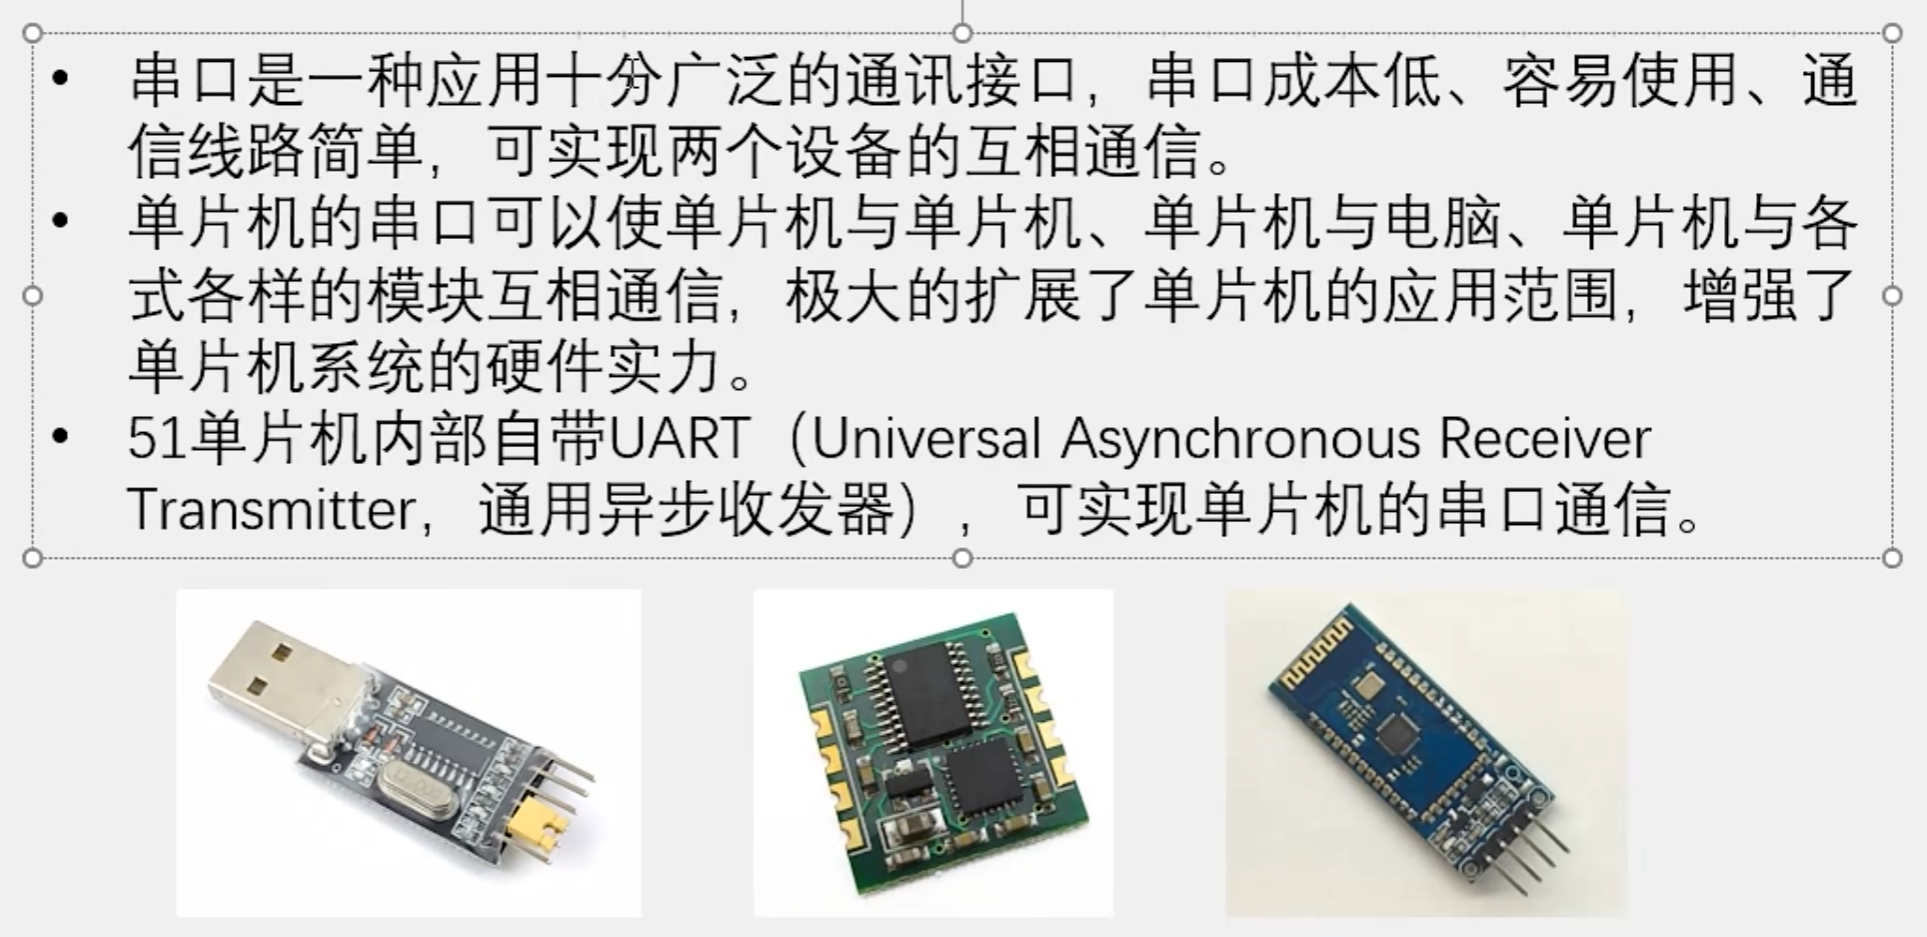 • 串口是一种应用十分广泛的通讯接口，串口成本低、容易使用、通
信线路简单，可实现两个设备的互相通信。
• 单片机的串口可以使单片机与单片机、单片机与电脑、单片机与各
式各样的模块互相通信，极大的扩展了单片机的应用范围，增强了
单片机系统的硬件实力。
• 51单片机内部自带UART（Universal Asynchronous Receiver
Transmitter，通用异步收发器），可实现单片机的串口通信。